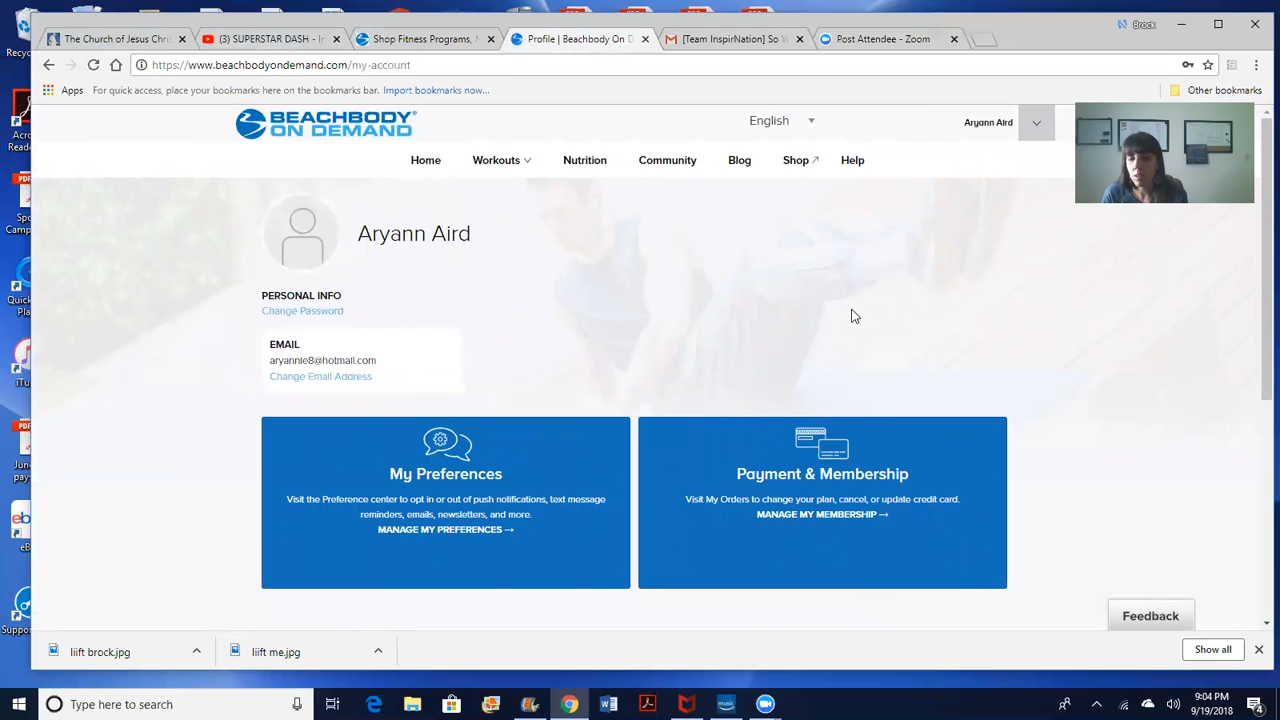 Brock
The Church of Jesus Chri
(3) SUPERSTAR DASH - I
Shop Fitness Programs, N
Profile | Beachbody On D
[Team InspirNation] So Y
Post Attendee - Zoom
https://www.beachbodyondemand.com/my-account
Apps
For quick access, place your bookmarks here on the bookmarks bar. Import bookmarks now...
Other bookmarks
BEACHBODY
ON DEMAND
English
Aryann Aird
Home
Workouts
Nutrition
Community
Blog
Shop
Help
Aryann Aird
PERSONAL INFO
Change Password
EMAIL
aryannie8@hotmail.com
Change Email Address
My Preferences
Visit the Preference center to opt in or out of push notifications, text message
reminders, emails, newsletters, and more.
MANAGE MY PREFERENCES →
Payment & Membership
Visit My Orders to change your plan, cancel, or update credit card.
MANAGE MY MEMBERSHIP →
Feedback
liift brock.jpg
liift me.jpg
Show all
Type here to search
9:04 PM
9/19/2018